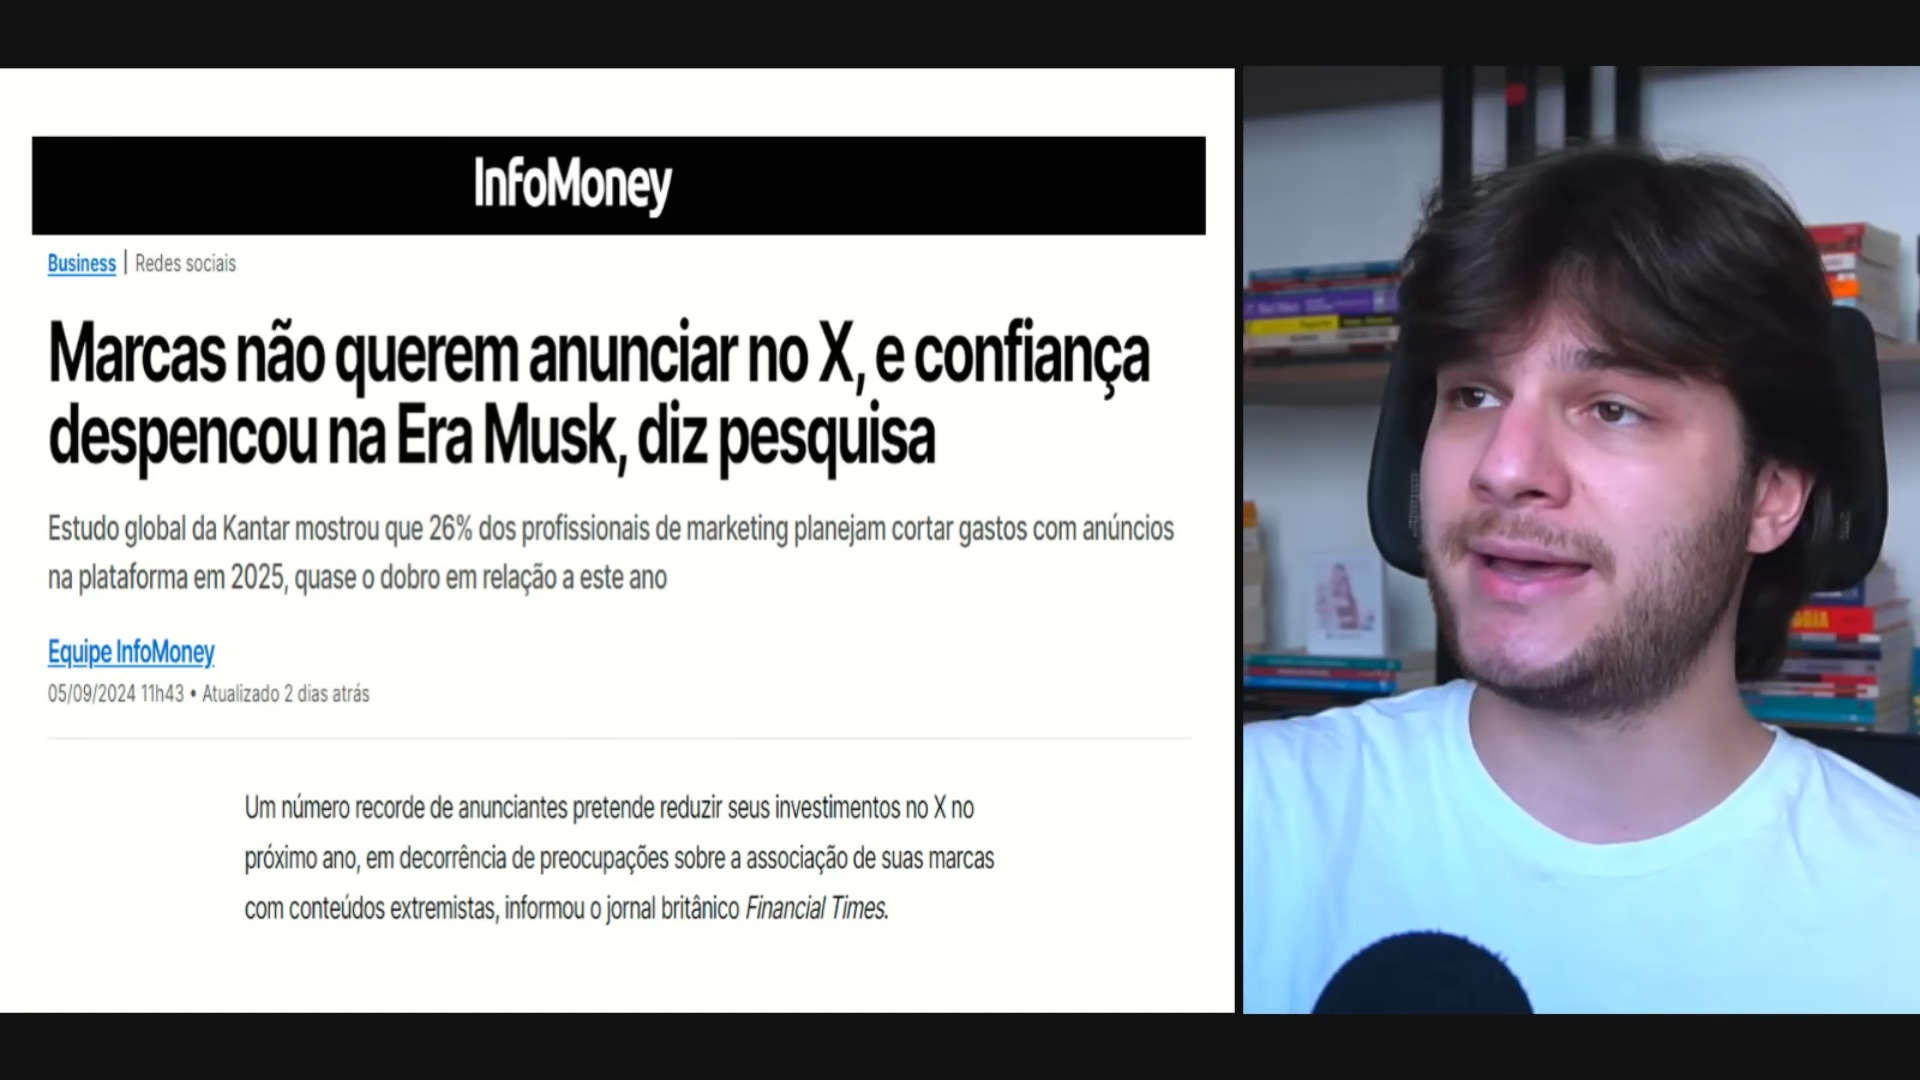 InfoMoney
Business | Redes sociais
Marcas não querem anunciar no X, e confiança
despencou na Era Musk, diz pesquisa
Estudo global da Kantar mostrou que 26% dos profissionais de marketing planejam cortar gastos com anúncios
na plataforma em 2025, quase o dobro em relação a este ano
Equipe InfoMoney
05/09/2024 11h43 • Atualizado 2 dias atrás
Um número recorde de anunciantes pretende reduzir seus investimentos no X no
próximo ano, em decorrência de preocupações sobre a associação de suas marcas
com conteúdos extremistas, informou o jornal britânico Financial Times.